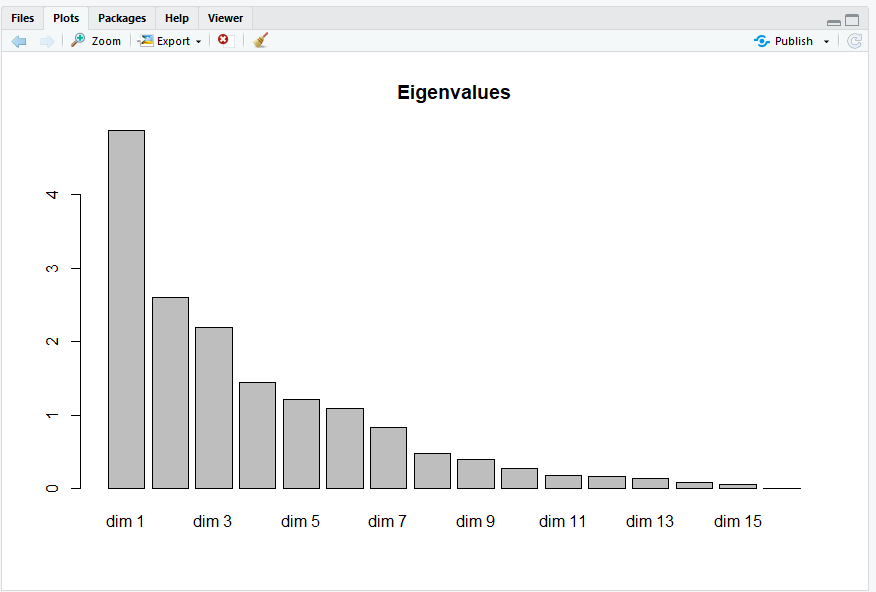 Files Plots Packages Help Viewer
Zoom Export Publish
Eigenvalues
4
3
2
1
0
dim 1 dim 3 dim 5 dim 7 dim 9 dim 11 dim 13 dim 15